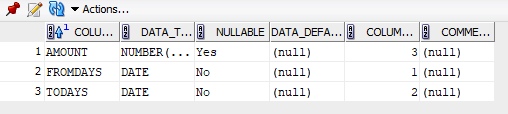 Actions...
COLU... DATA_T... NULLABLE DATA_DEFA... COLUM... COMME...
1 AMOUNT NUMBER(... Yes (null) 3 (null)
2 FROMDAYS DATE No (null) 1 (null)
3 TODAYS DATE No (null) 2 (null)